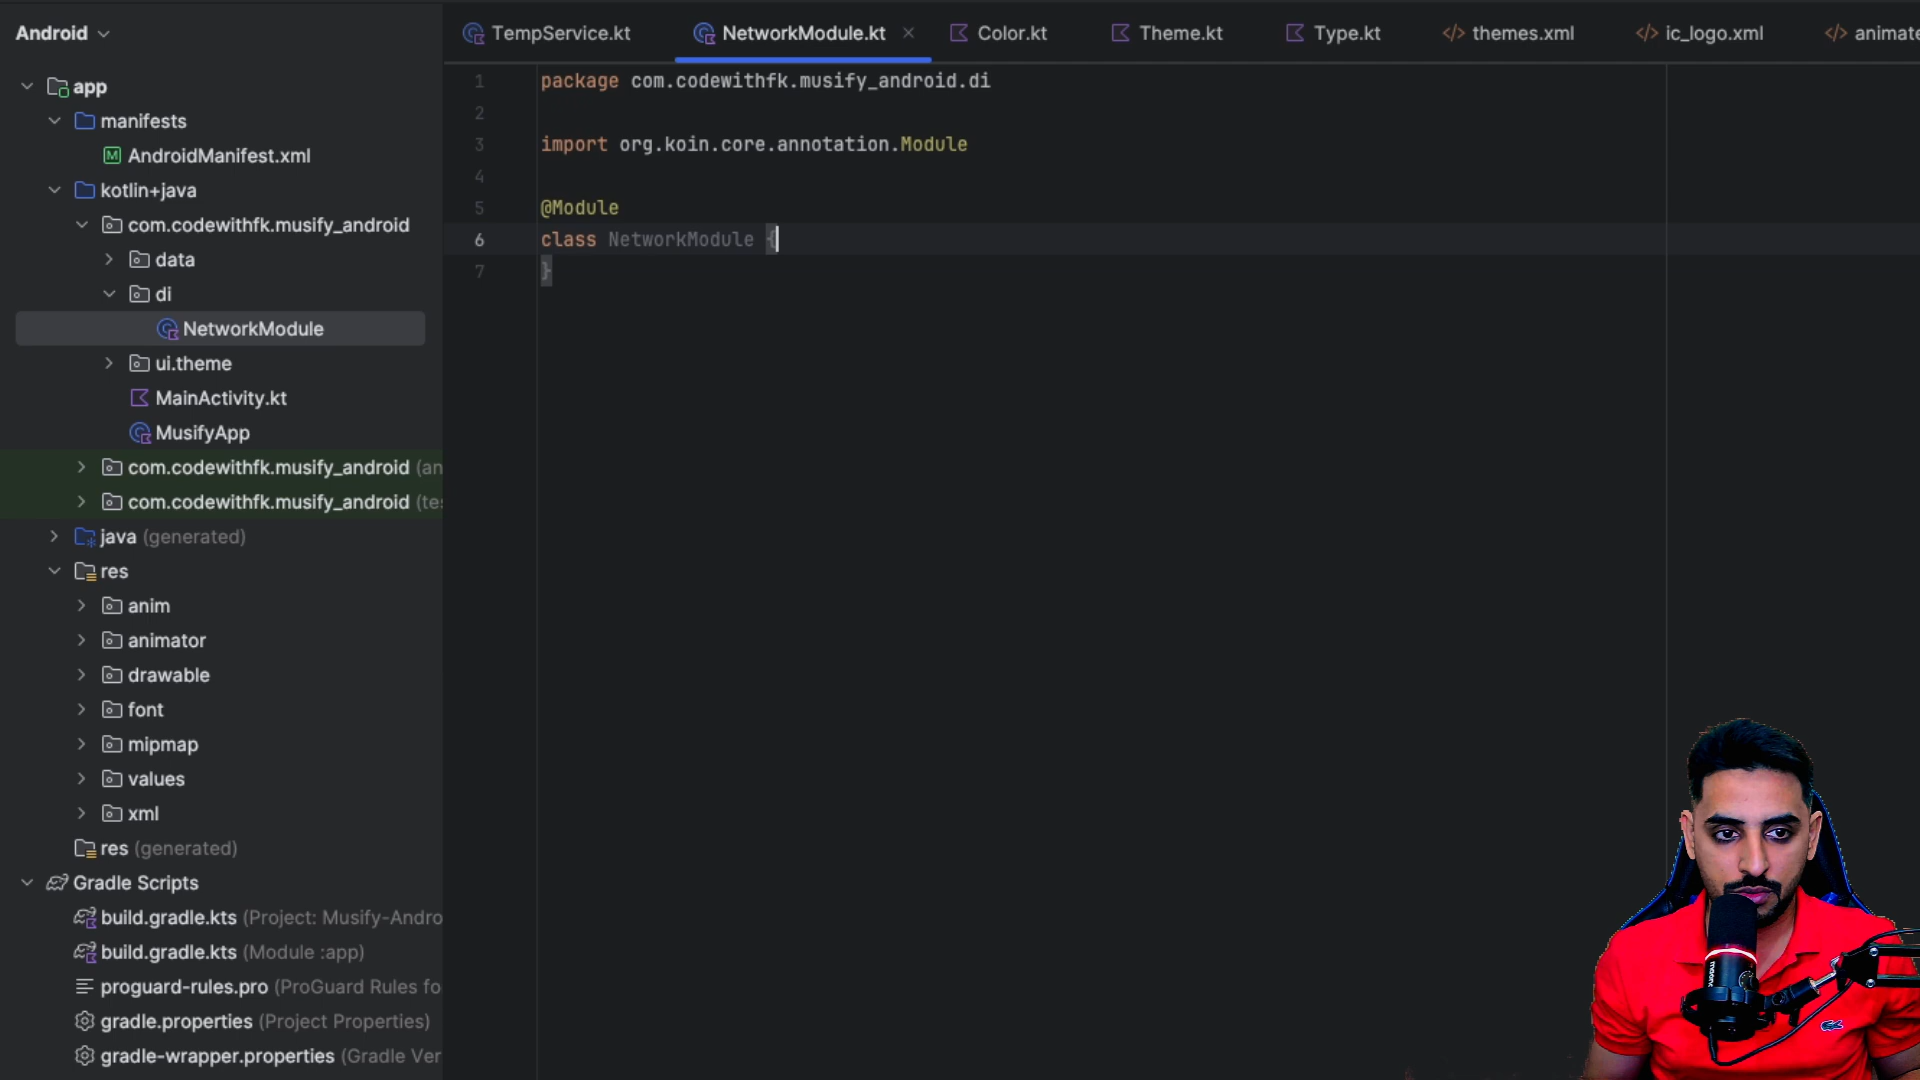 Android
TempService.kt
NetworkModule.kt
Color.kt
Theme.kt
Type.kt
themes.xml
ic_logo.xml
animate
app
manifests
AndroidManifest.xml
kotlin+java
com.codewithfk.musify_android
data
di
NetworkModule
ui.theme
MainActivity.kt
MusifyApp
com.codewithfk.musify_android (an
com.codewithfk.musify_android (tes
java (generated)
res
anim
animator
drawable
font
mipmap
values
xml
res (generated)
Gradle Scripts
build.gradle.kts (Project: Musify-Andro
build.gradle.kts (Module :app)
proguard-rules.pro (ProGuard Rules fo
gradle.properties (Project Properties)
gradle-wrapper.properties (Gradle Ver
1 package com.codewithfk.musify_android.di
2
3 import org.koin.core.annotation.Module
4
5 @Module
6 class NetworkModule {
7 }